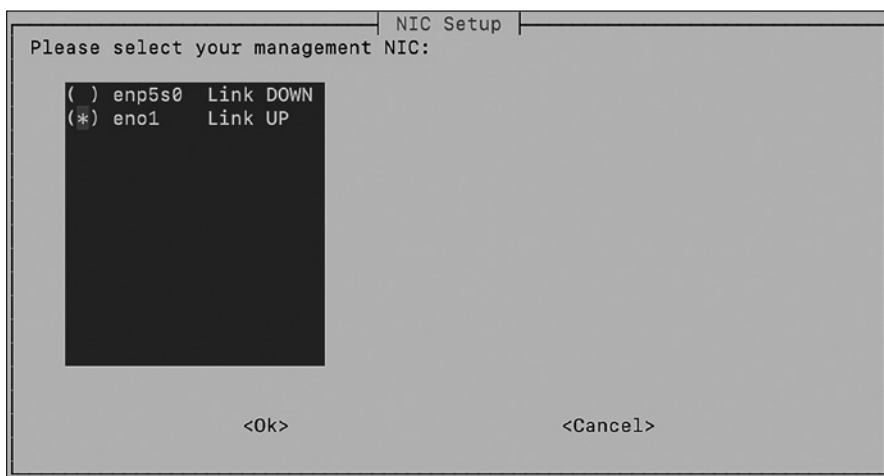 NIC Setup
Please select your management NIC:
( ) enp5s0 Link DOWN
(*) eno1 Link UP
<Ok> <Cancel>